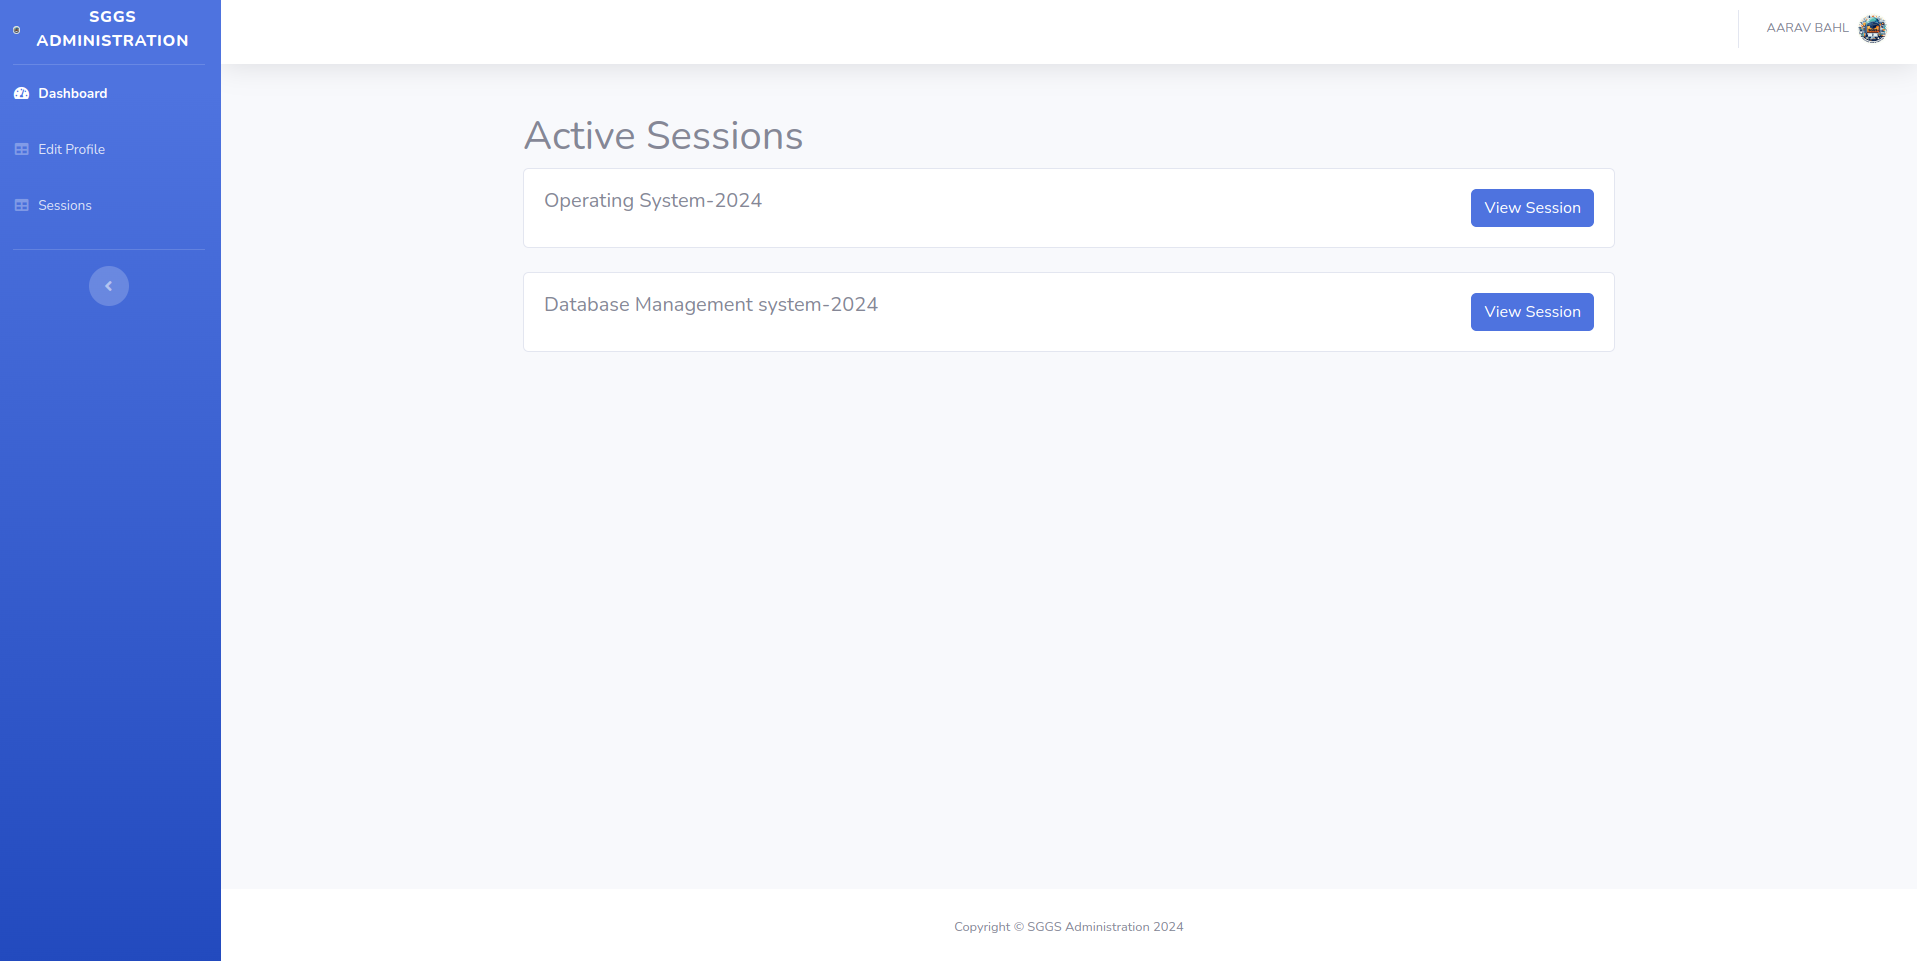 SGGS
ADMINISTRATION
Dashboard
Edit Profile
Sessions
AARAV BAHL
Active Sessions
Operating System-2024
View Session
Database Management system-2024
View Session
Copyright © SGGS Administration 2024